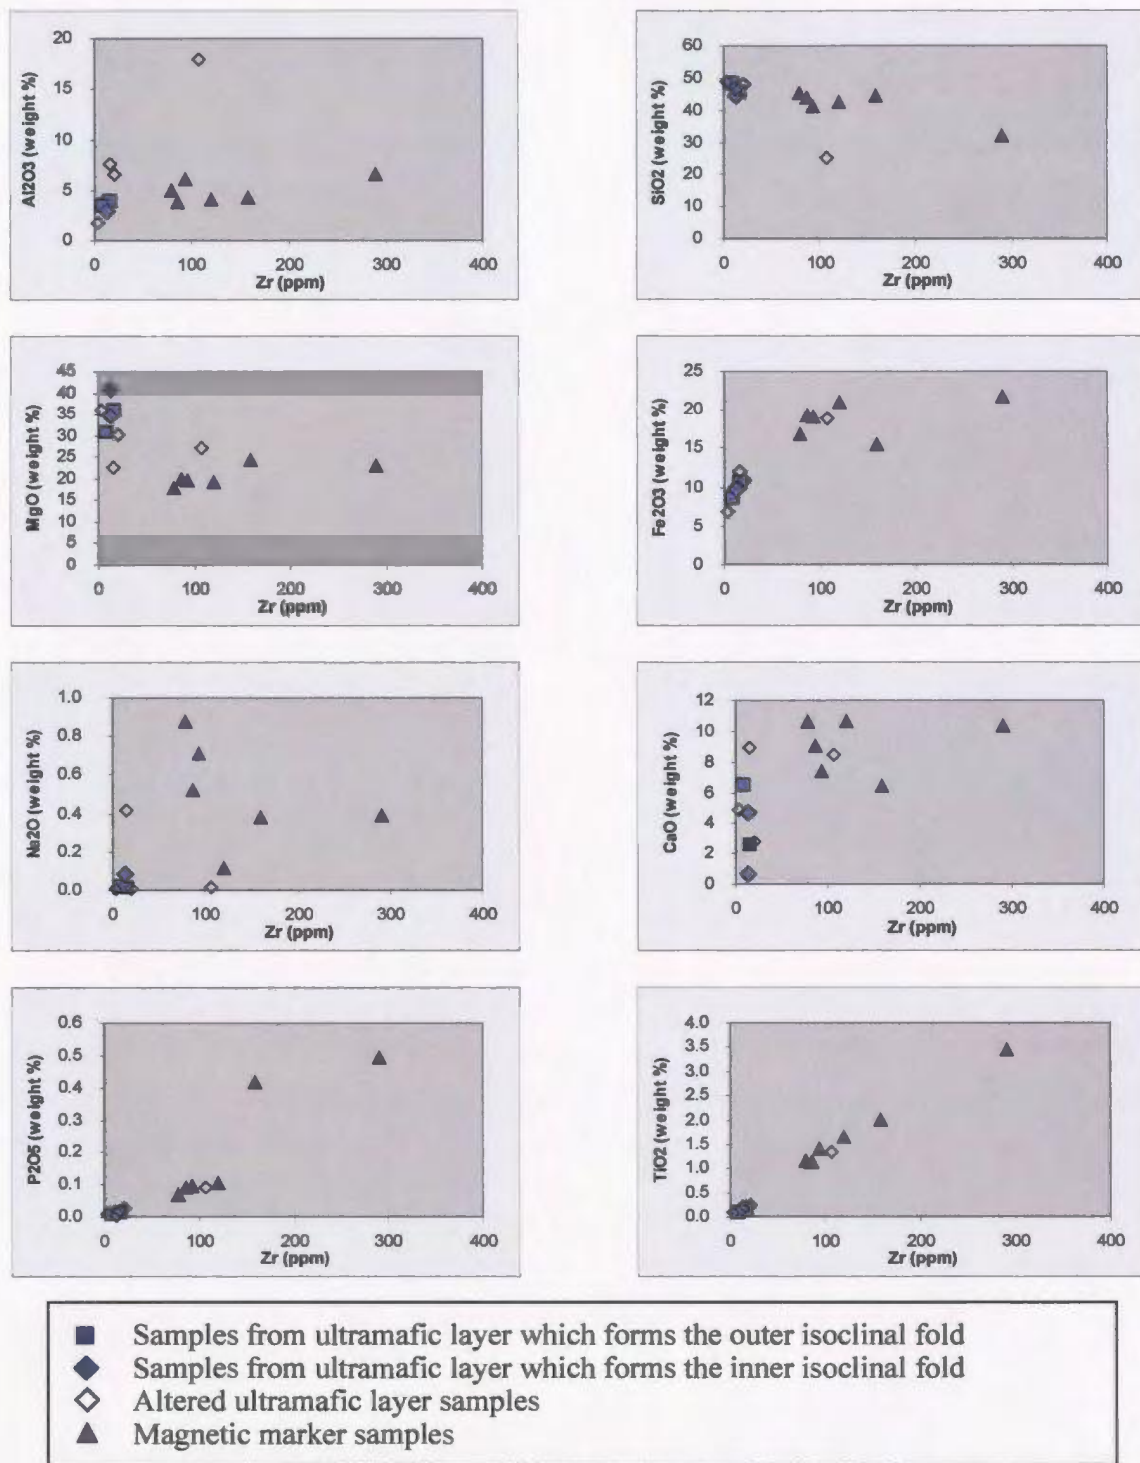 20
15
10
5
0
Al2O3 (weight %)
0 100 200 300 400
Zr (ppm)
60
50
40
30
20
10
0
SiO2 (weight %)
0 100 200 300 400
Zr (ppm)
45
40
35
30
25
20
15
10
5
0
MgO (weight %)
0 100 200 300 400
Zr (ppm)
25
20
15
10
5
0
Fe2O3 (weight %)
0 100 200 300 400
Zr (ppm)
1.0
0.8
0.6
0.4
0.2
0.0
Na2O (weight %)
0 100 200 300 400
Zr (ppm)
12
10
8
6
4
2
0
CaO (weight %)
0 100 200 300 400
Zr (ppm)
0.6
0.5
0.4
0.3
0.2
0.1
0.0
P2O5 (weight %)
0 100 200 300 400
Zr (ppm)
4.0
3.5
3.0
2.5
2.0
1.5
1.0
0.5
0.0
TiO2 (weight %)
0 100 200 300 400
Zr (ppm)
Samples from ultramafic layer which forms the outer isoclinal fold
Samples from ultramafic layer which forms the inner isoclinal fold
Altered ultramafic layer samples
Magnetic marker samples